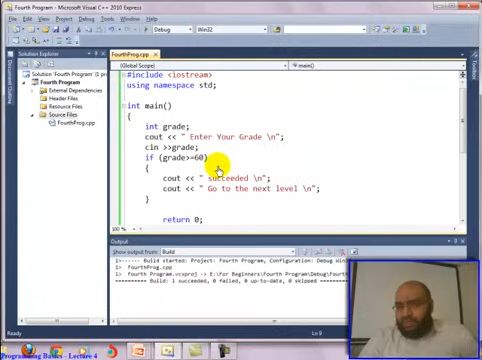 Fourth Program - Microsoft Visual C++ 2010 Express
File Edit View Project Debug Tools Window Help
Debug Win32
Solution Explorer
Fourth Program
External Dependencies
Header Files
Resource Files
Source Files
FourthProg.cpp
FourthProg.cpp
(Global Scope) main()
#include <iostream>
using namespace std;
int main()
{
int grade;
cout << " Enter Your Grade \n";
cin >>grade;
if (grade>=60)
{
cout << " succeeded \n";
cout << " Go to the next level \n";
}
return 0;
100 %
Output
Show output from: Build
1>------ Build started: Project: Fourth Program, Configuration: Debug Win
1> fourthProg.cpp
1> fourth Program.vcxproj -> E:\For Beginners\Fourth Program\Debug\Fourt
========== Build: 1 succeeded, 0 failed, 0 up-to-date, 0 skipped
Ready
Ln 9
Programming Basics - Lecture 4